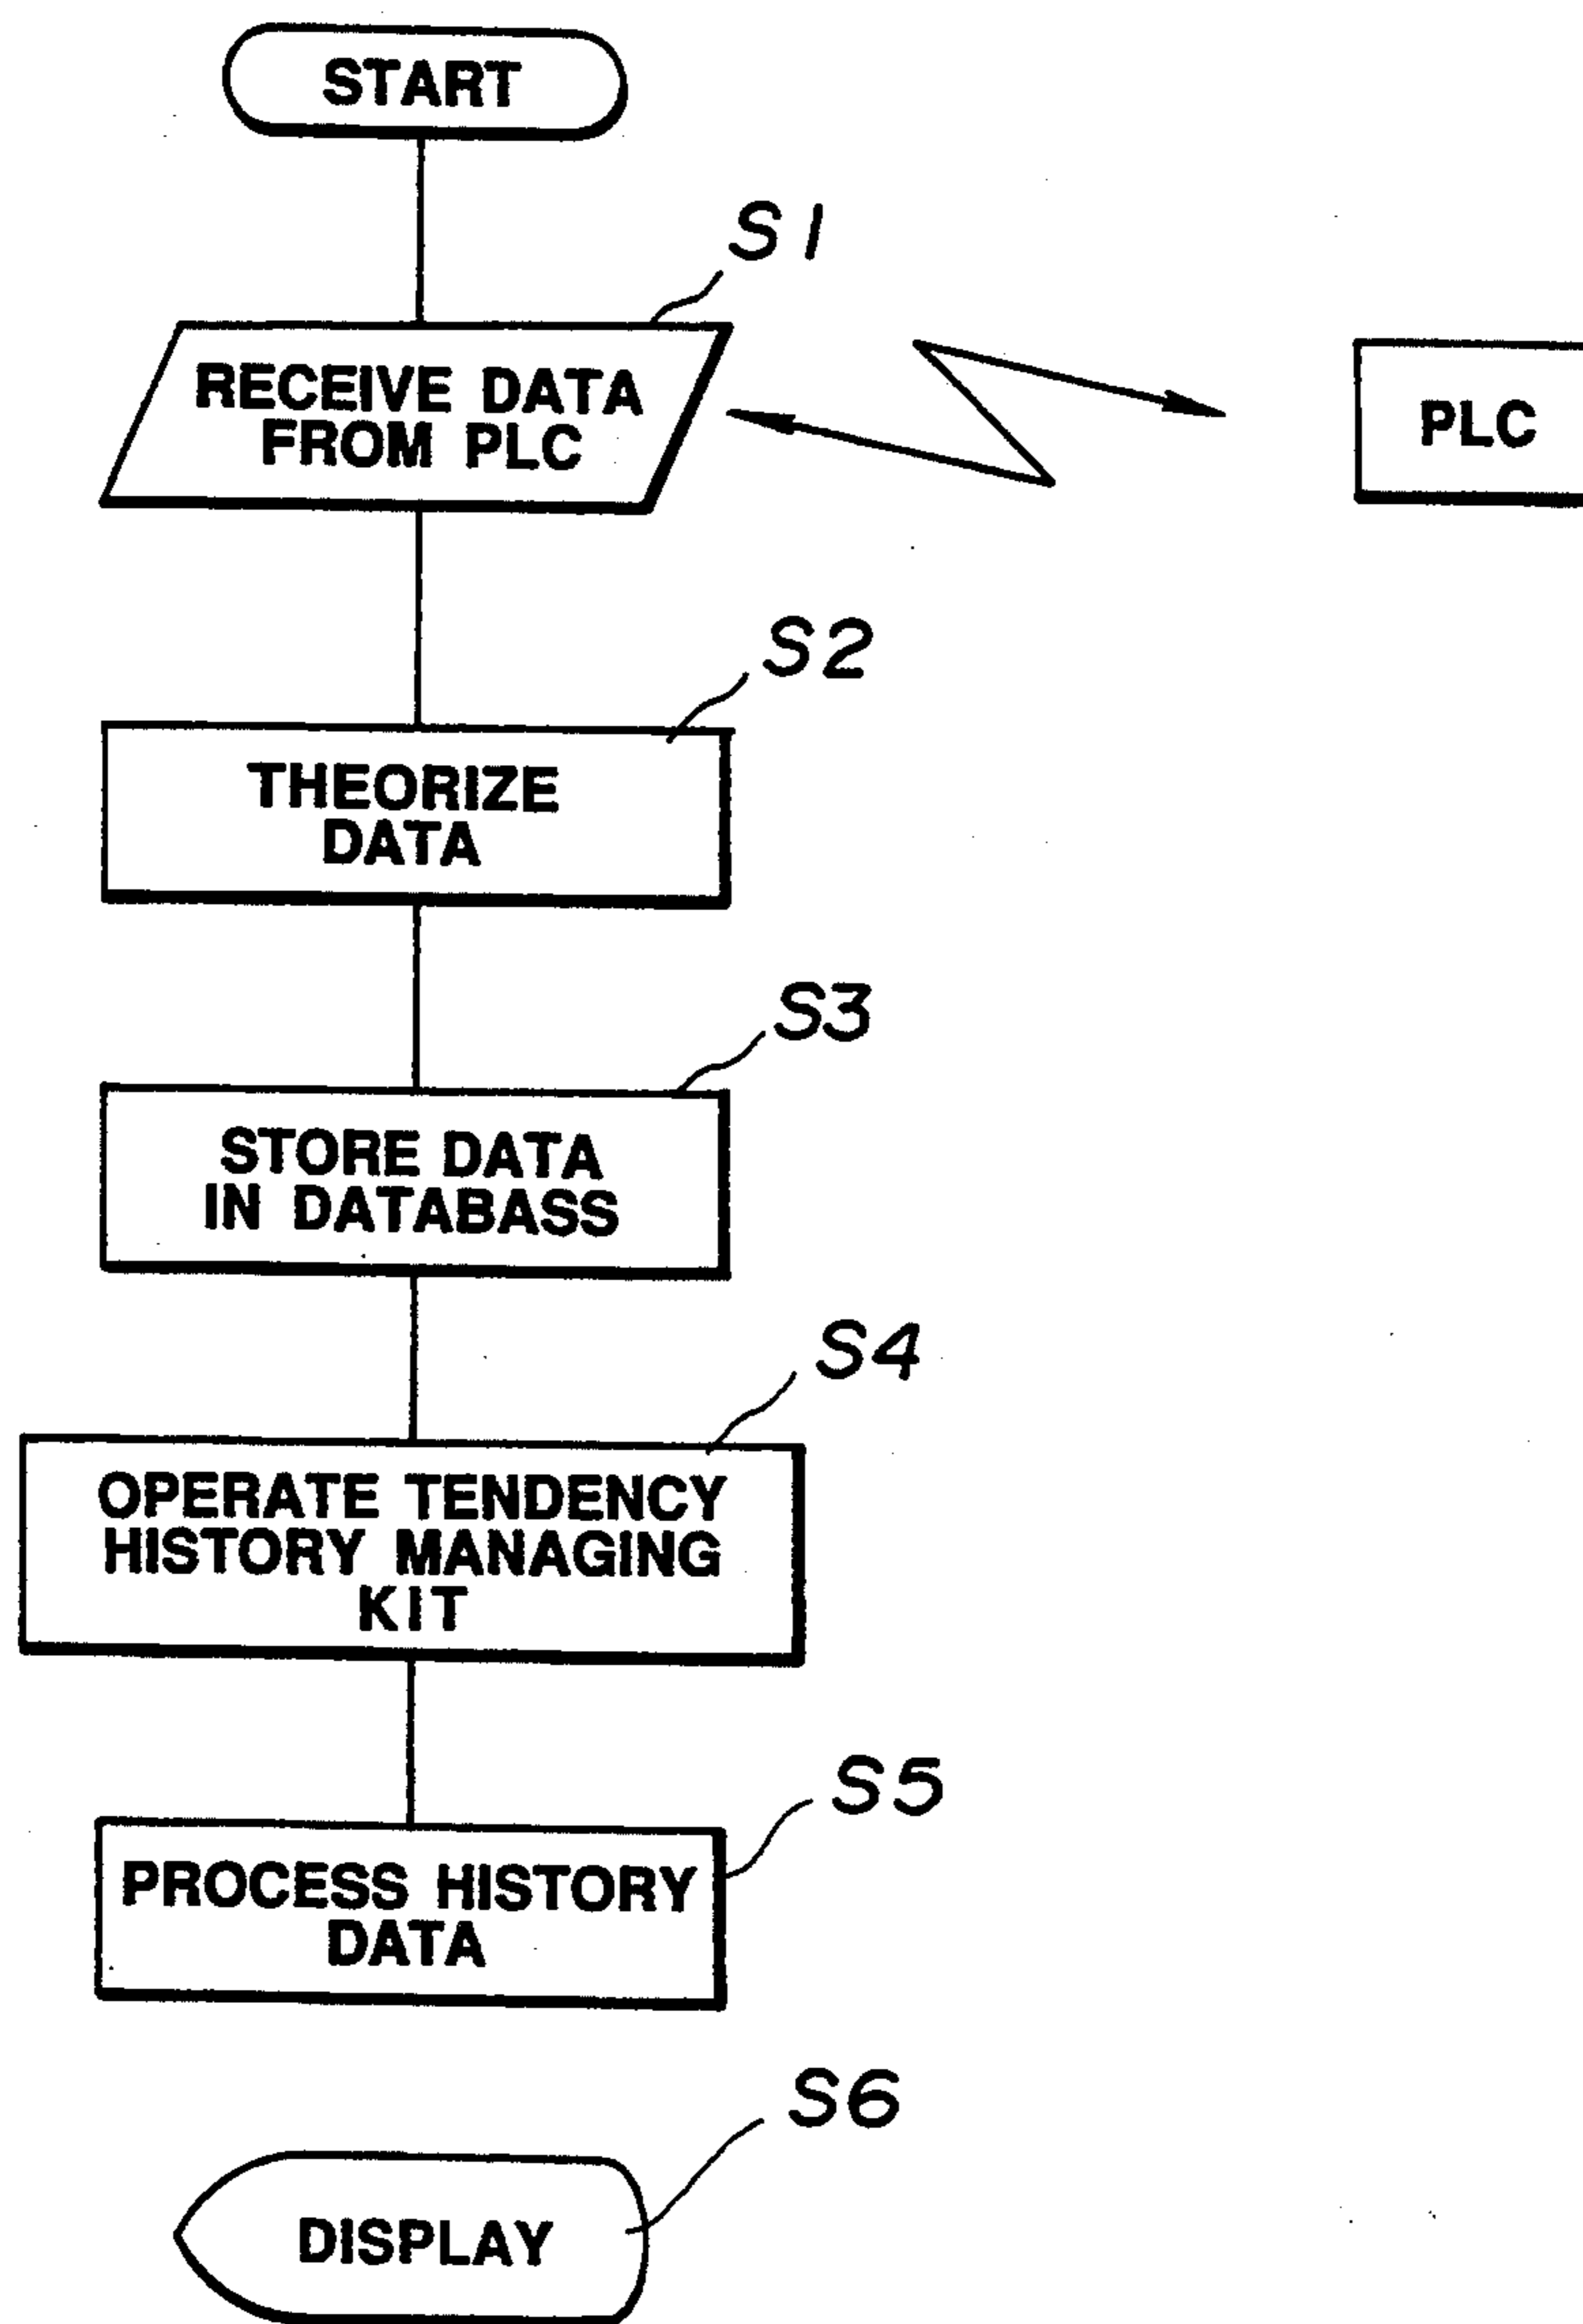 START
S1
RECEIVE DATA
FROM PLC
PLC
S2
THEORIZE
DATA
S3
STORE DATA
IN DATABASS
S4
OPERATE TENDENCY
HISTORY MANAGING
KIT
S5
PROCESS HISTORY
DATA
S6
DISPLAY